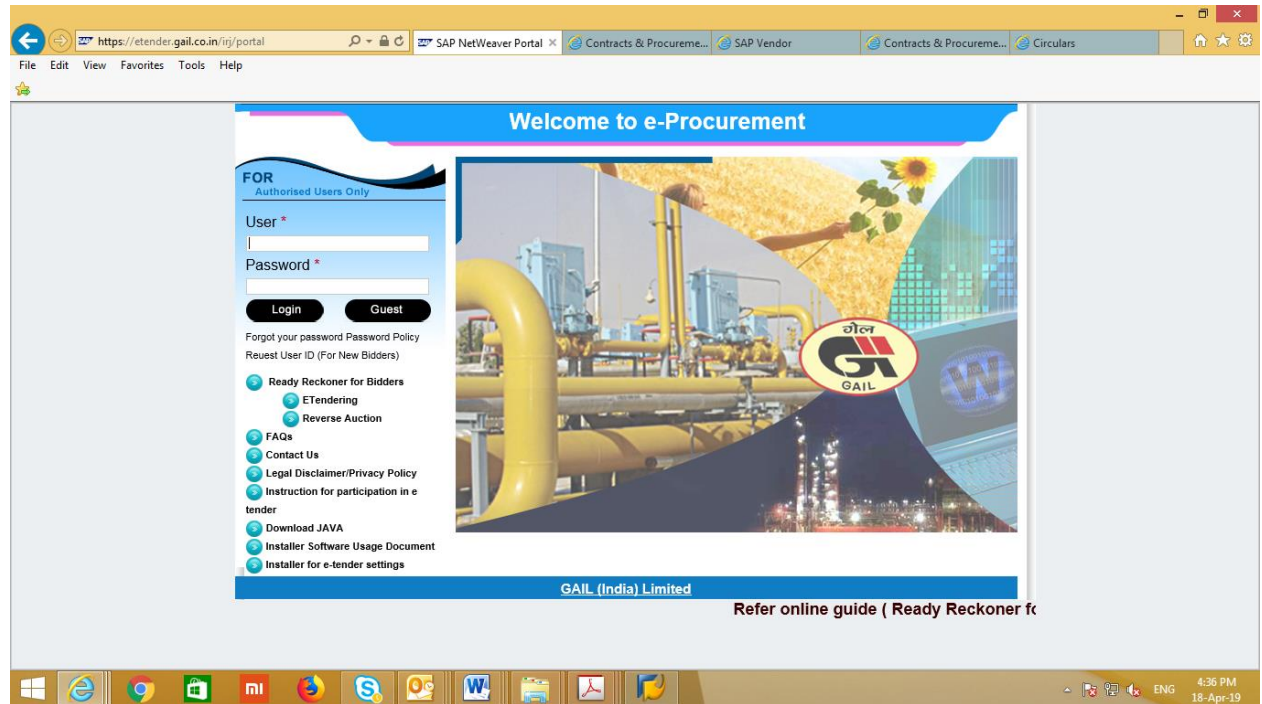 https://etender.gail.co.in/irj/portal
SAP NetWeaver Portal
Contracts & Procureme...
SAP Vendor
Contracts & Procureme...
Circulars
File Edit View Favorites Tools Help
Welcome to e-Procurement
FOR
Authorised Users Only
User *
Password *
Login Guest
Forgot your password Password Policy
Reuest User ID (For New Bidders)
Ready Reckoner for Bidders
ETendering
Reverse Auction
FAQs
Contact Us
Legal Disclaimer/Privacy Policy
Instruction for participation in e
tender
Download JAVA
Installer Software Usage Document
Installer for e-tender settings
गेल
GAIL
W
GAIL (India) Limited
Refer online guide ( Ready Reckoner fo
ENG
4:36 PM
18-Apr-19